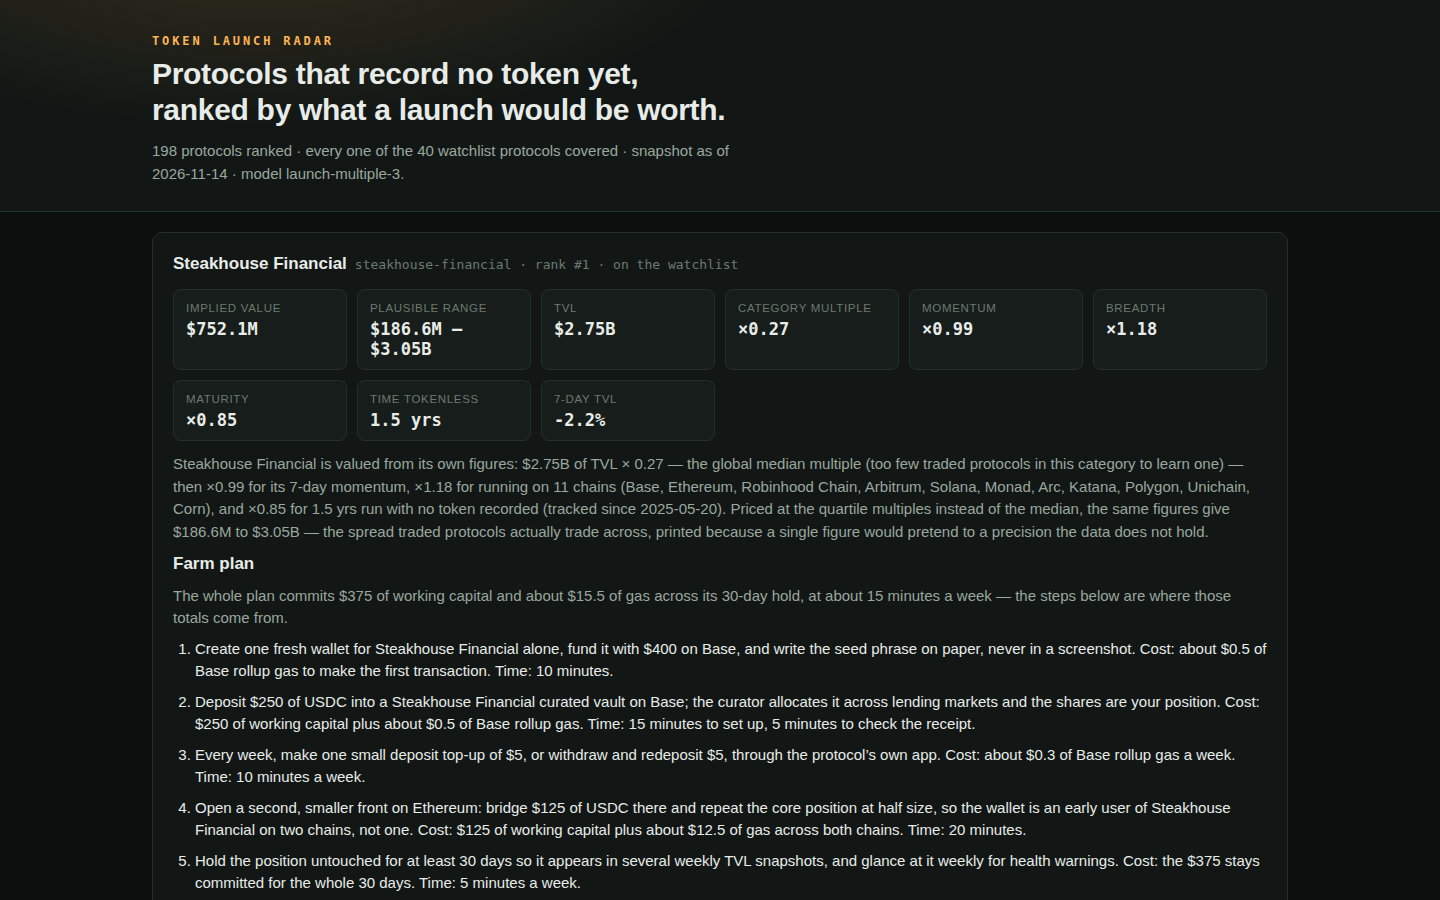 TOKEN LAUNCH RADAR
Protocols that record no token yet,
ranked by what a launch would be worth.
198 protocols ranked · every one of the 40 watchlist protocols covered · snapshot as of
2026-11-14 · model launch-multiple-3.
Steakhouse Financial steakhouse-financial · rank #1 · on the watchlist
IMPLIED VALUE
$752.1M
PLAUSIBLE RANGE
$186.6M —
$3.05B
TVL
$2.75B
CATEGORY MULTIPLE
×0.27
MOMENTUM
×0.99
BREADTH
×1.18
MATURITY
×0.85
TIME TOKENLESS
1.5 yrs
7-DAY TVL
-2.2%
Steakhouse Financial is valued from its own figures: $2.75B of TVL × 0.27 — the global median multiple (too few traded protocols in this category to learn one) —
then ×0.99 for its 7-day momentum, ×1.18 for running on 11 chains (Base, Ethereum, Robinhood Chain, Arbitrum, Solana, Monad, Arc, Katana, Polygon, Unichain,
Corn), and ×0.85 for 1.5 yrs run with no token recorded (tracked since 2025-05-20). Priced at the quartile multiples instead of the median, the same figures give
$186.6M to $3.05B — the spread traded protocols actually trade across, printed because a single figure would pretend to a precision the data does not hold.
Farm plan
The whole plan commits $375 of working capital and about $15.5 of gas across its 30-day hold, at about 15 minutes a week — the steps below are where those
totals come from.
1. Create one fresh wallet for Steakhouse Financial alone, fund it with $400 on Base, and write the seed phrase on paper, never in a screenshot. Cost: about $0.5 of
Base rollup gas to make the first transaction. Time: 10 minutes.
2. Deposit $250 of USDC into a Steakhouse Financial curated vault on Base; the curator allocates it across lending markets and the shares are your position. Cost:
$250 of working capital plus about $0.5 of Base rollup gas. Time: 15 minutes to set up, 5 minutes to check the receipt.
3. Every week, make one small deposit top-up of $5, or withdraw and redeposit $5, through the protocol’s own app. Cost: about $0.3 of Base rollup gas a week.
Time: 10 minutes a week.
4. Open a second, smaller front on Ethereum: bridge $125 of USDC there and repeat the core position at half size, so the wallet is an early user of Steakhouse
Financial on two chains, not one. Cost: $125 of working capital plus about $12.5 of gas across both chains. Time: 20 minutes.
5. Hold the position untouched for at least 30 days so it appears in several weekly TVL snapshots, and glance at it weekly for health warnings. Cost: the $375 stays
committed for the whole 30 days. Time: 5 minutes a week.